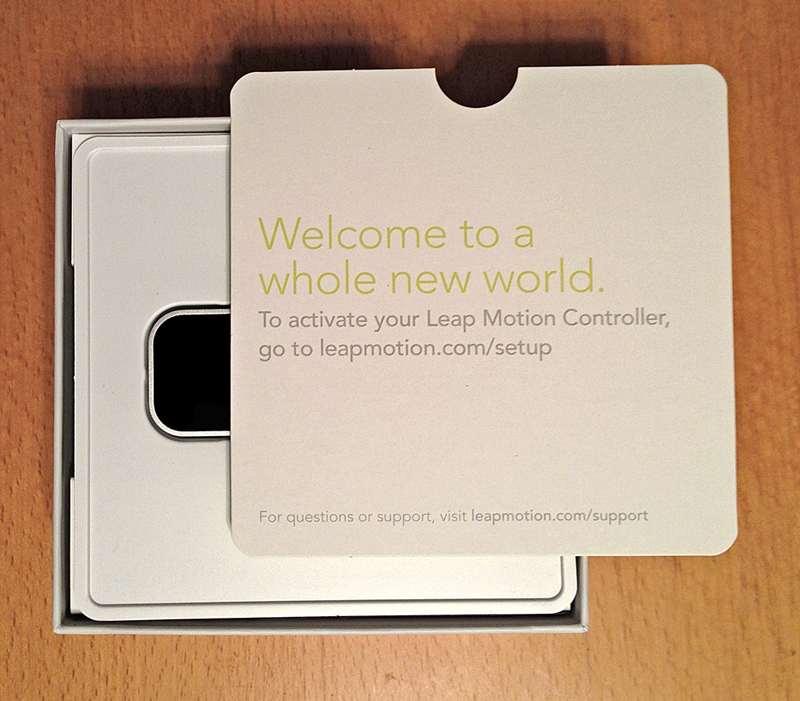 Welcome to a
whole new world.
To activate your Leap Motion Controller,
go to leapmotion.com/setup
For questions or support, visit leapmotion.com/support